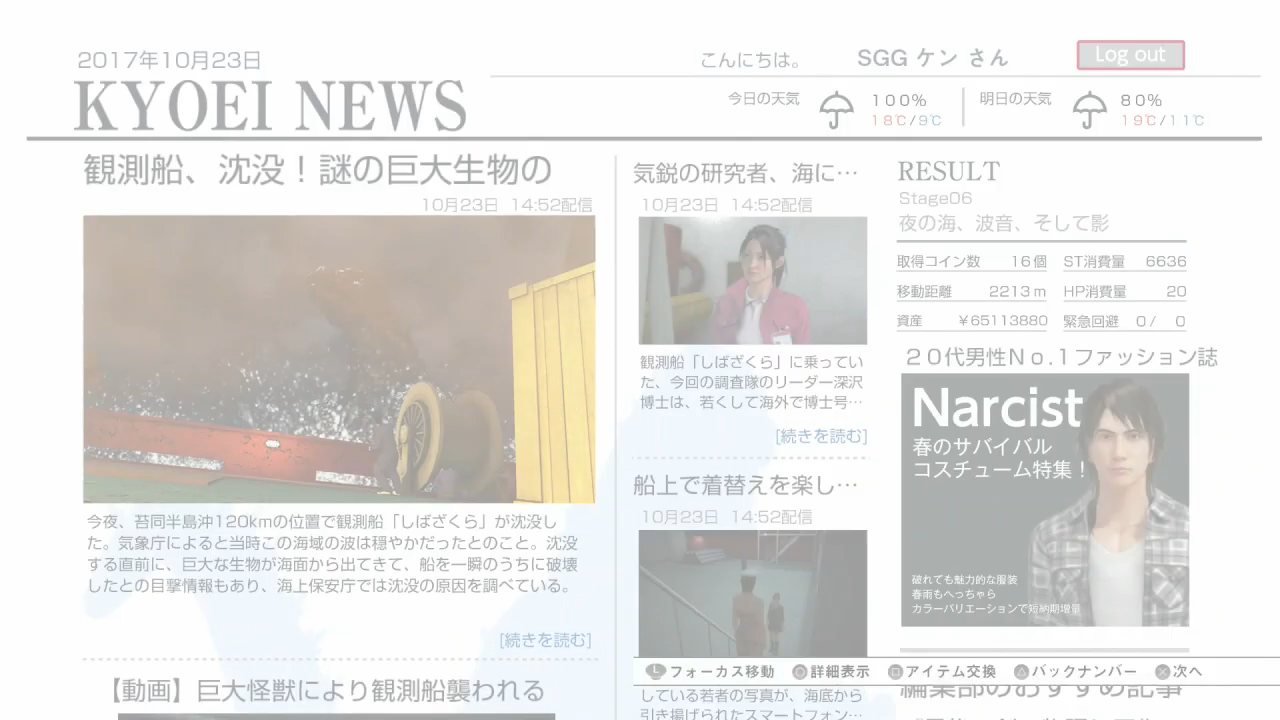 2017年10月23日
こんにちは。 SGG ケン さん
Log out
KYOEI NEWS
今日の天気
100%
18℃/9℃
明日の天気
80%
19℃/11℃
観測船、沈没！謎の巨大生物の
10月23日 14:52配信
今夜、苔同半島沖120kmの位置で観測船「しばざくら」が沈没し
た。気象庁によると当時この海域の波は穏やかだったとのこと。沈没
する直前に、巨大な生物が海面から出てきて、船を一瞬のうちに破壊
したとの目撃情報もあり、海上保安庁では沈没の原因を調べている。
[続きを読む]
【動画】巨大怪獣により観測船襲われる
気鋭の研究者、海に…
10月23日 14:52配信
観測船「しばざくら」に乗ってい
た、今回の調査隊のリーダー深沢
博士は、若くして海外で博士号…
[続きを読む]
船上で着替えを楽し…
10月23日 14:52配信
している若者の写真が、海底から
引き揚げられたスマートフォン…
RESULT
Stage06
夜の海、波音、そして影
取得コイン数 16個 ST消費量 6636
移動距離 2213m HP消費量 20
資産 ¥65113880 緊急回避 0/ 0
２０代男性Ｎｏ.１ファッション誌
Narcist
春のサバイバル
コスチューム特集！
破れても魅力的な服装
春雨もへっちゃら
カラーバリエーションで短納期増量
フォーカス移動 詳細表示 アイテム交換 バックナンバー 次へ
編集部のおすすめ記事